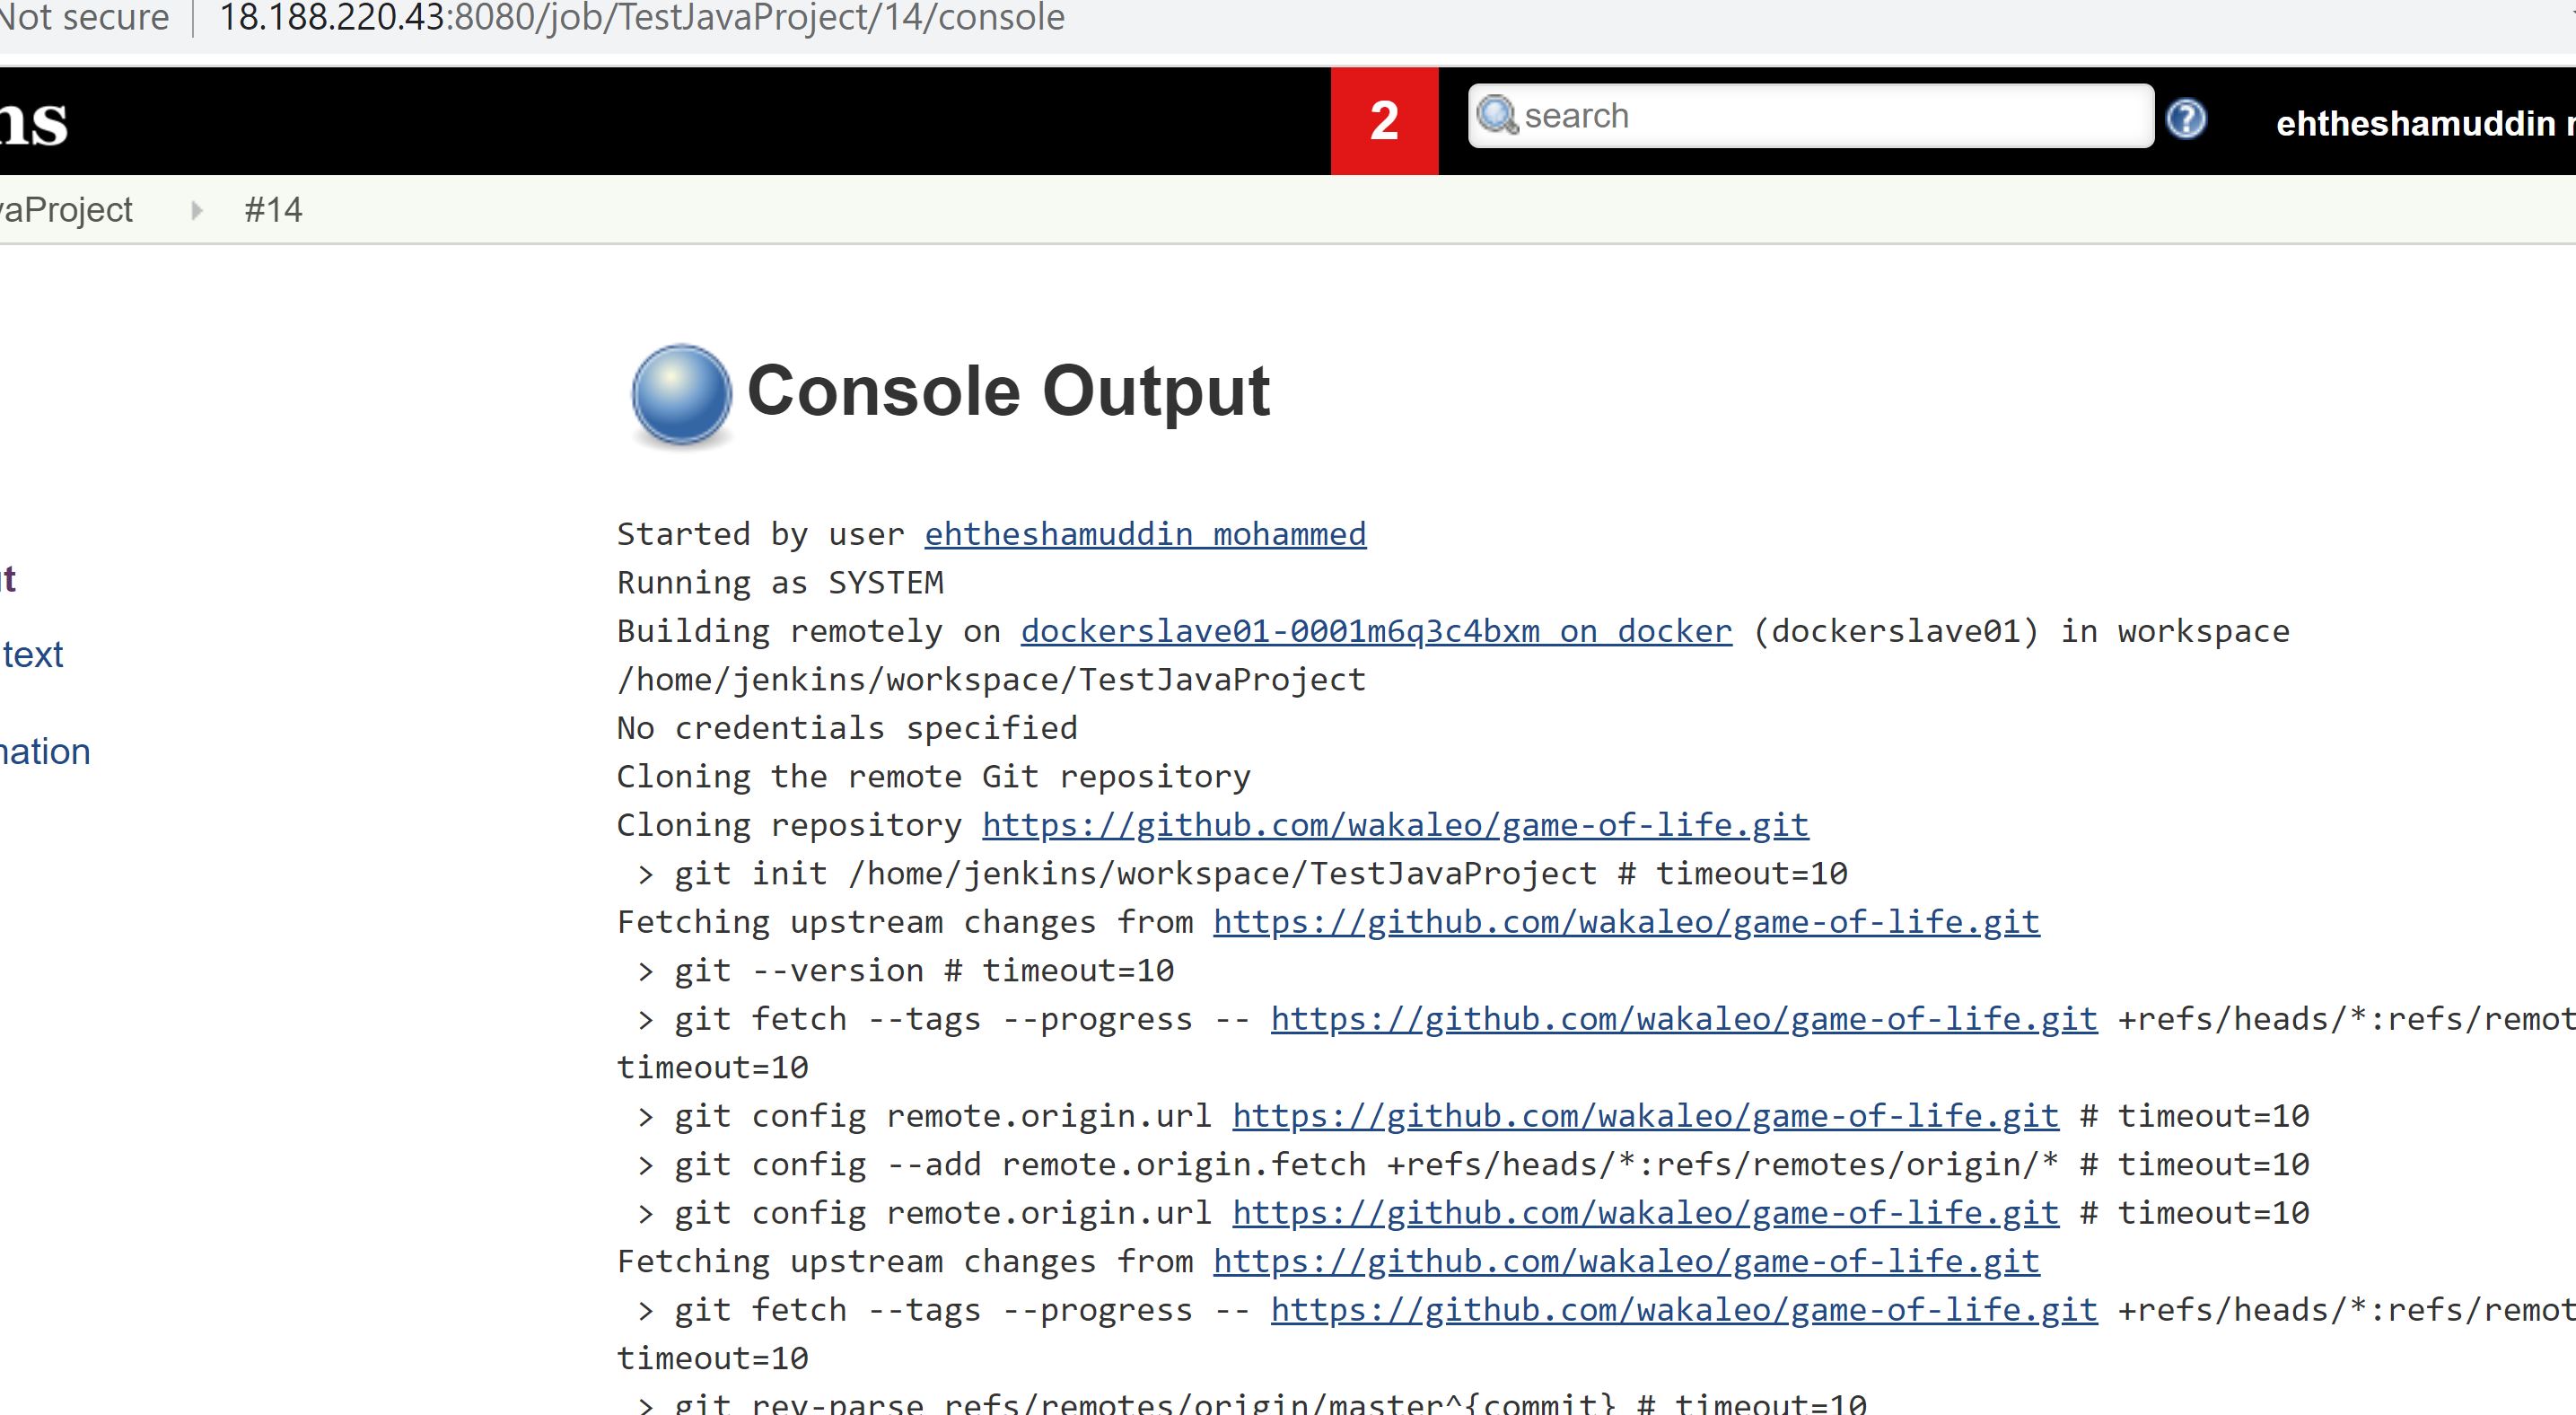 Not secure 18.188.220.43:8080/job/TestJavaProject/14/console
ns
2
search
?
ehtheshamuddin
vaProject
#14
Console Output
Started by user ehtheshamuddin mohammed
Running as SYSTEM
Building remotely on dockerslave01-0001m6q3c4bxm on docker (dockerslave01) in workspace
/home/jenkins/workspace/TestJavaProject
No credentials specified
Cloning the remote Git repository
Cloning repository https://github.com/wakaleo/game-of-life.git
> git init /home/jenkins/workspace/TestJavaProject # timeout=10
Fetching upstream changes from https://github.com/wakaleo/game-of-life.git
> git --version # timeout=10
> git fetch --tags --progress -- https://github.com/wakaleo/game-of-life.git +refs/heads/*:refs/remot
timeout=10
> git config remote.origin.url https://github.com/wakaleo/game-of-life.git # timeout=10
> git config --add remote.origin.fetch +refs/heads/*:refs/remotes/origin/* # timeout=10
> git config remote.origin.url https://github.com/wakaleo/game-of-life.git # timeout=10
Fetching upstream changes from https://github.com/wakaleo/game-of-life.git
> git fetch --tags --progress -- https://github.com/wakaleo/game-of-life.git +refs/heads/*:refs/remot
timeout=10
> git rev-parse refs/remotes/origin/master^{commit} # timeout=10
t
text
nation